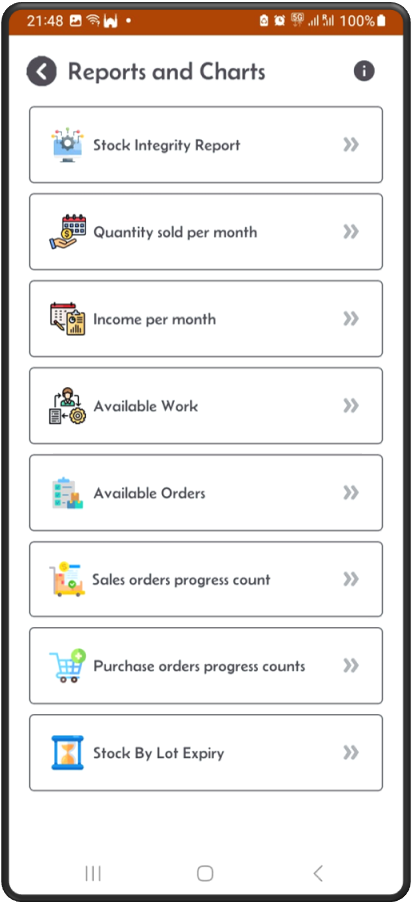 21:48 100%
Reports and Charts
Stock Integrity Report
Quantity sold per month
Income per month
Available Work
Available Orders
Sales orders progress count
Purchase orders progress counts
Stock By Lot Expiry